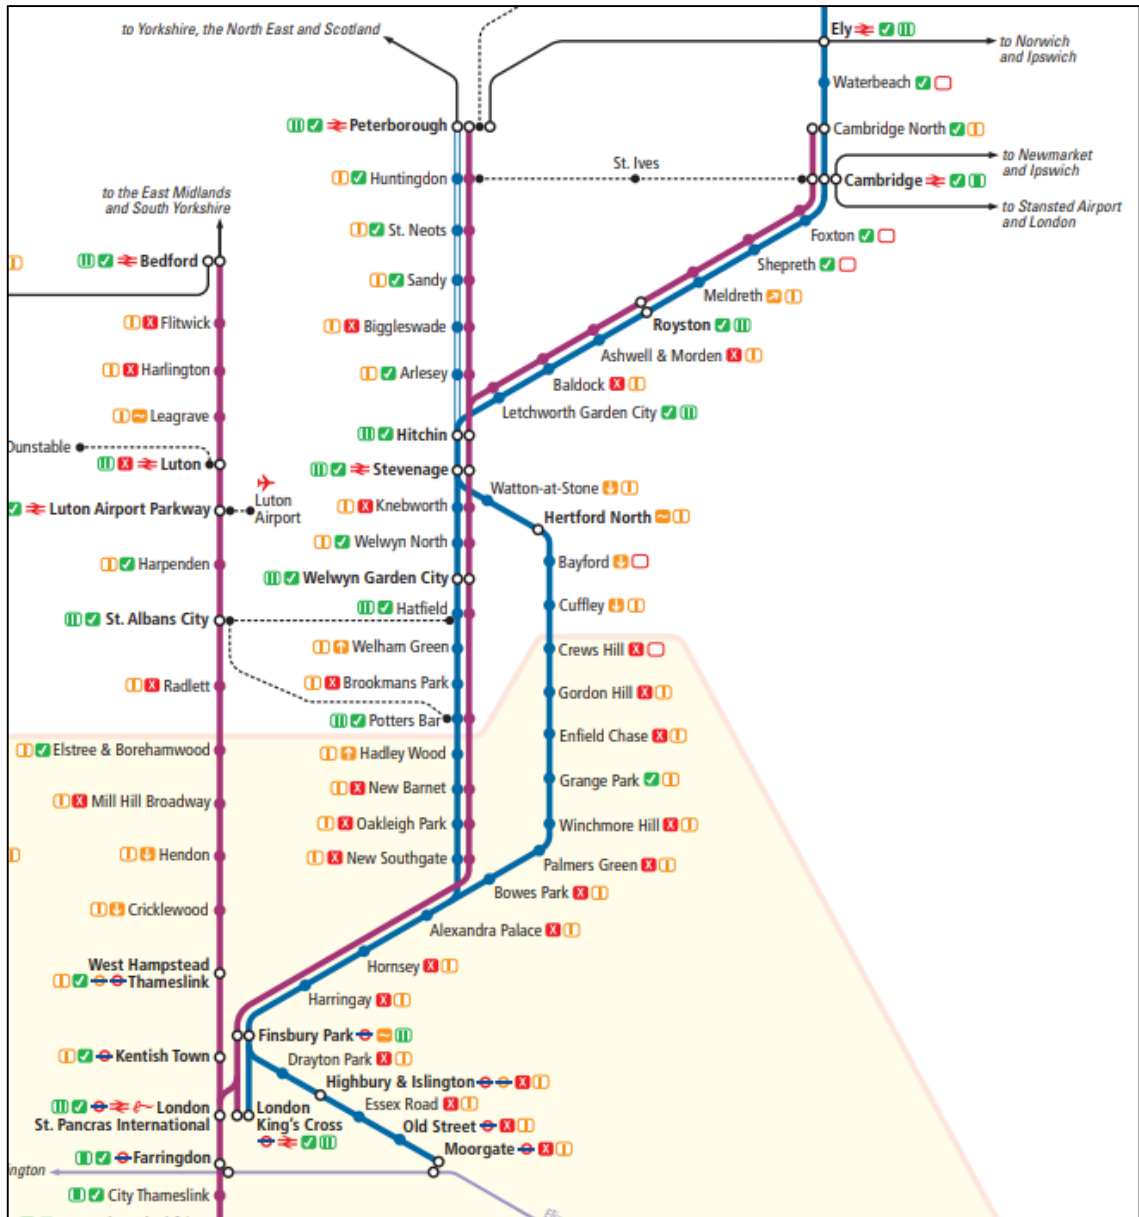 to Yorkshire, the North East and Scotland
Ely
to Norwich
and Ipswich
Waterbeach
Peterborough
Cambridge North
to Newmarket
and Ipswich
St. Ives
Huntingdon
Cambridge
to the East Midlands
and South Yorkshire
to Stansted Airport
and London
St. Neots
Foxton
Bedford
Shepreth
Sandy
Meldreth
Flitwick
Biggleswade
Royston
Ashwell & Morden
Harlington
Arlesey
Baldock
Leagrave
Letchworth Garden City
Hitchin
Dunstable
Luton
Stevenage
Watton-at-Stone
Luton
Airport
Luton Airport Parkway
Knebworth
Hertford North
Welwyn North
Harpenden
Bayford
Welwyn Garden City
Hatfield
Cuffley
St. Albans City
Welham Green
Crews Hill
Radlett
Brookmans Park
Gordon Hill
Potters Bar
Enfield Chase
Elstree & Borehamwood
Hadley Wood
Grange Park
Mill Hill Broadway
New Barnet
Oakleigh Park
Winchmore Hill
Hendon
New Southgate
Palmers Green
Bowes Park
Cricklewood
Alexandra Palace
West Hampstead
Thameslink
Hornsey
Harringay
Finsbury Park
Kentish Town
Drayton Park
Highbury & Islington
London
St. Pancras International
London
King's Cross
Essex Road
Old Street
Moorgate
Farringdon
ington
City Thameslink